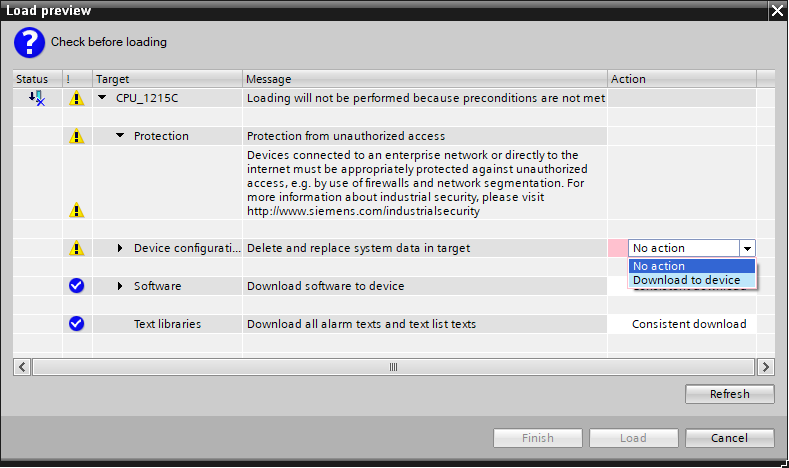 Load preview
?
Check before loading
Status ! Target Message Action
CPU_1215C Loading will not be performed because preconditions are not met
Protection Protection from unauthorized access
Devices connected to an enterprise network or directly to the
internet must be appropriately protected against unauthorized
access, e.g. by use of firewalls and network segmentation. For
more information about industrial security, please visit
http://www.siemens.com/industrialsecurity
Device configurati... Delete and replace system data in target No action
No action
Download to device
Software Download software to device
Text libraries Download all alarm texts and text list texts Consistent download
Refresh
Finish Load Cancel